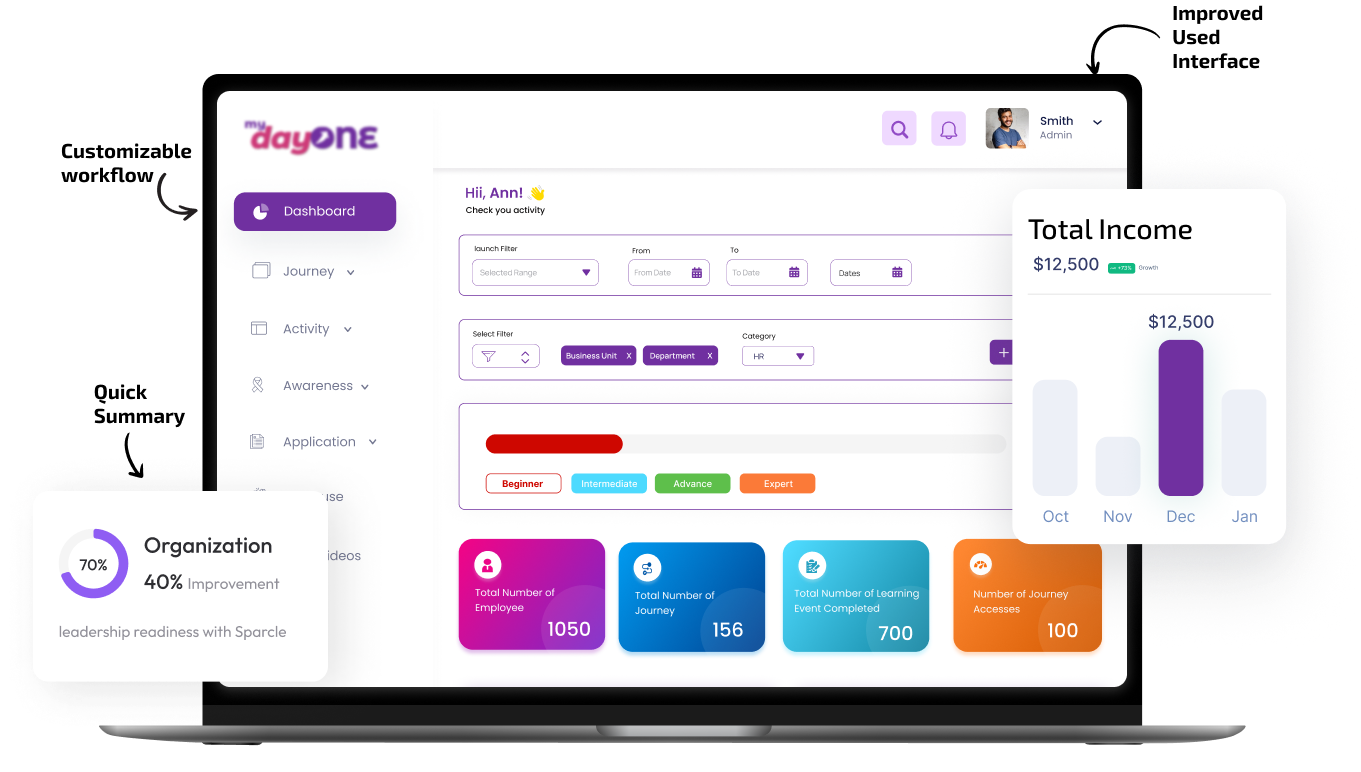 Improved
Used
Interface
Customizable
workflow
Quick
Summary
my
dayONE
Smith
Admin
Dashboard
Journey
Activity
Awareness
Application
use
ideos
Hii, Ann! 👋
Check you activity
launch Filter
From
To
Selected Range
From Date
To Date
Dates
Select Filter
Category
Business Unit X
Department X
HR
+
Beginner
Intermediate
Advance
Expert
Total Number of
Employee
1050
Total Number of
Journey
156
Total Number of Learning
Event Completed
700
Number of Journey
Accesses
100
Total Income
$12,500
+73%
Growth
$12,500
Oct
Nov
Dec
Jan
70%
Organization
40% Improvement
leadership readiness with Sparcle